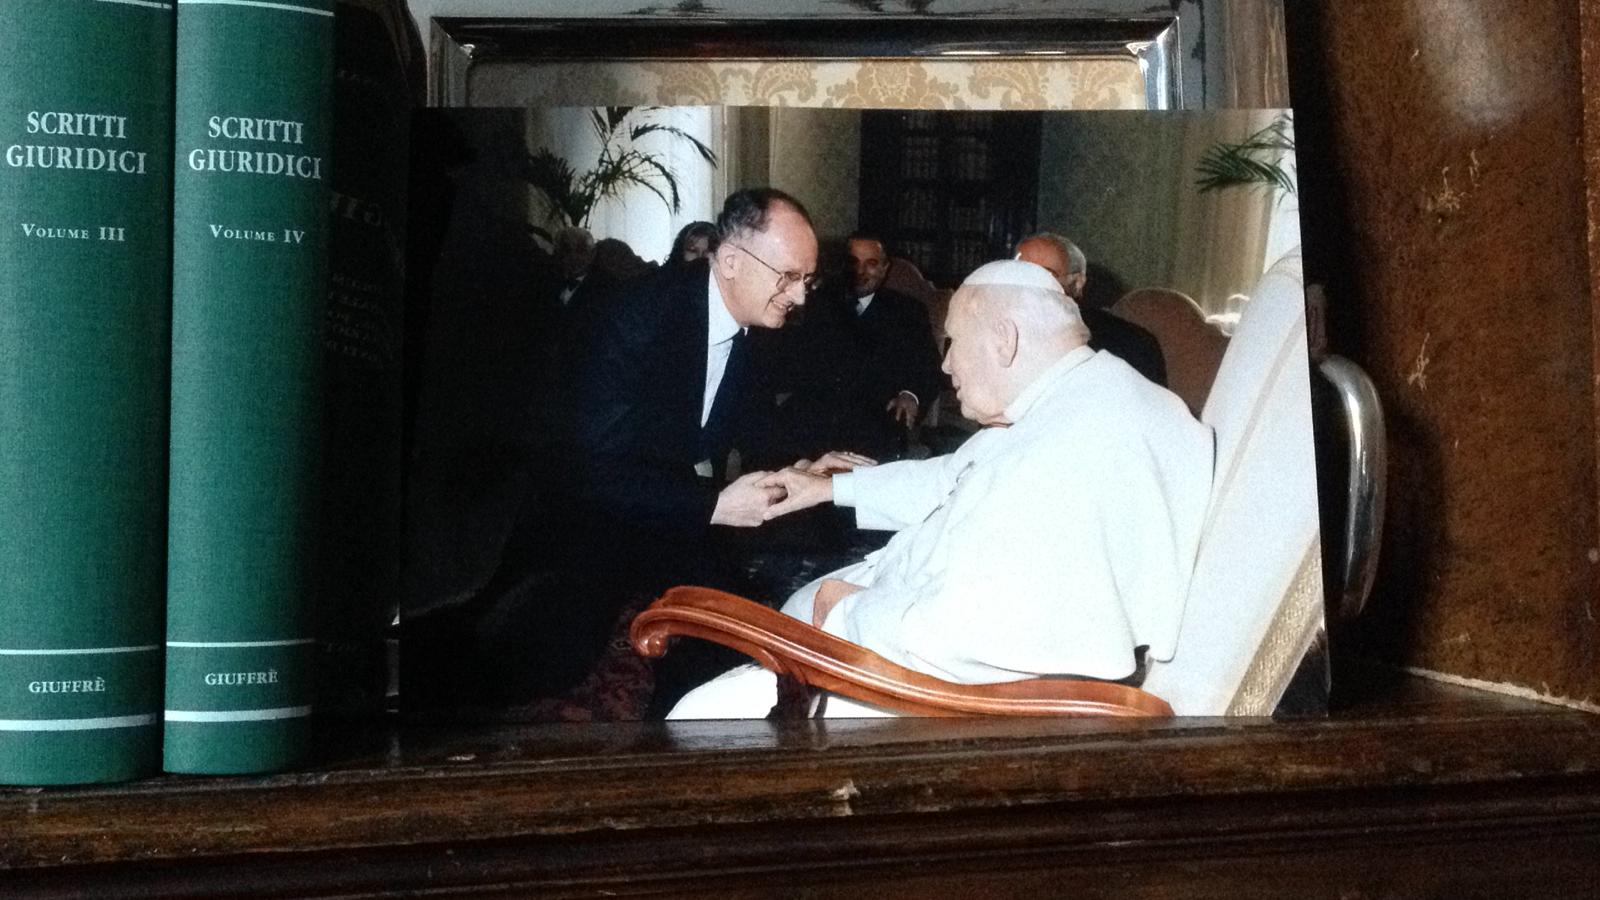 SCRITTI
GIURIDICI
VOLUME III
GIUFFRÈ
SCRITTI
GIURIDICI
VOLUME IV
GIUFFRÈ